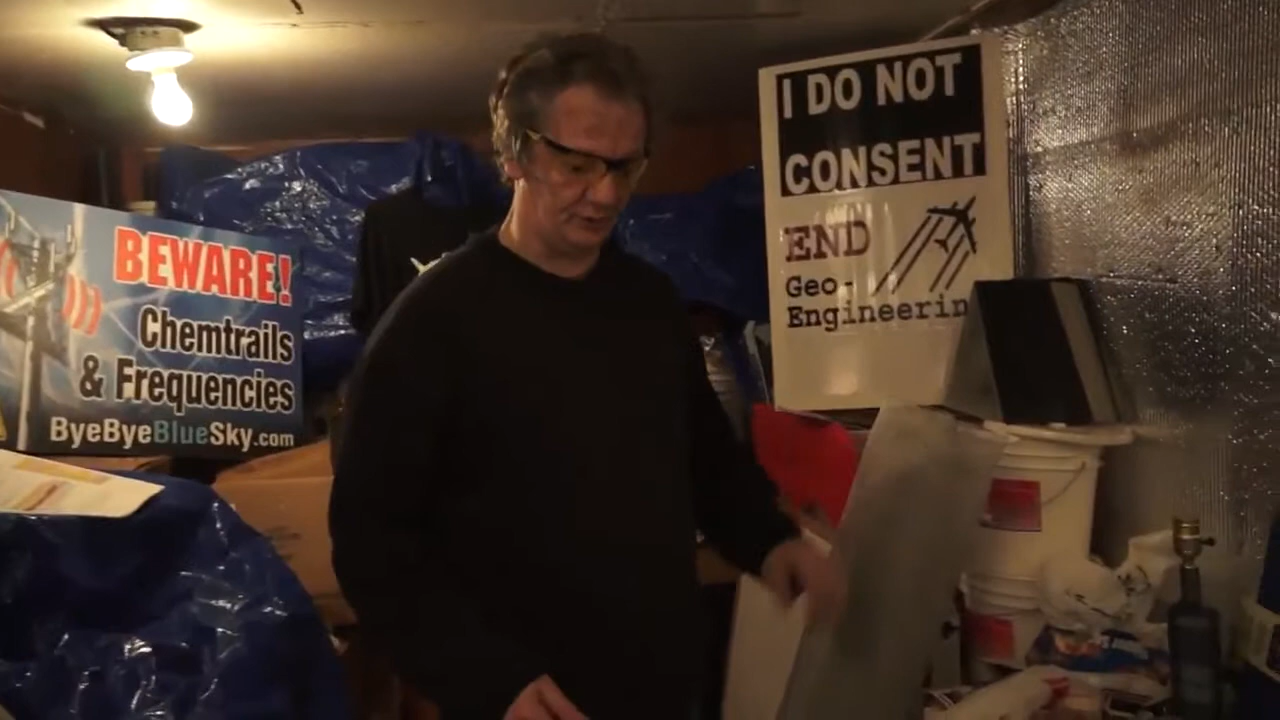 BEWARE!
Chemtrails
& Frequencies
ByeByeBlueSky.com
I DO NOT
CONSENT
END
Geo-
Engineerin